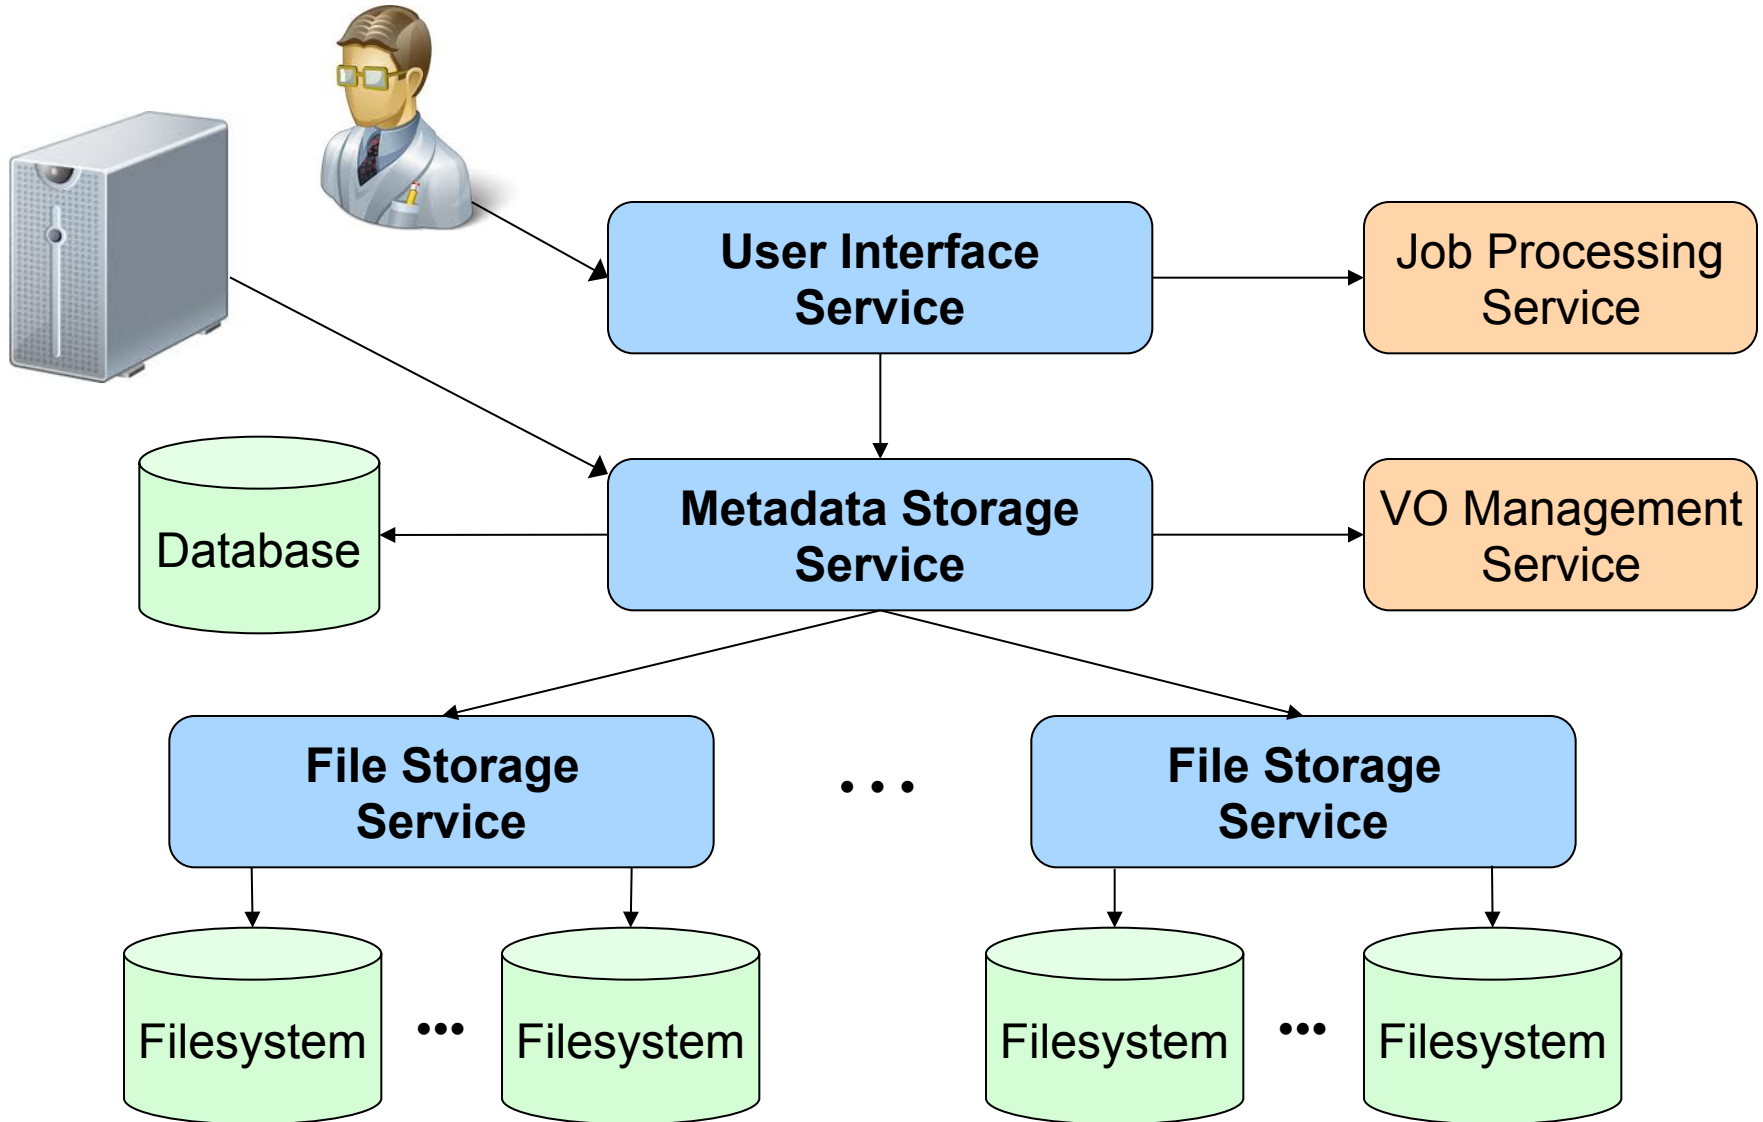 User Interface
Service
Job Processing
Service
Database
Metadata Storage
Service
VO Management
Service
File Storage
Service
...
File Storage
Service
Filesystem
...
Filesystem
Filesystem
...
Filesystem